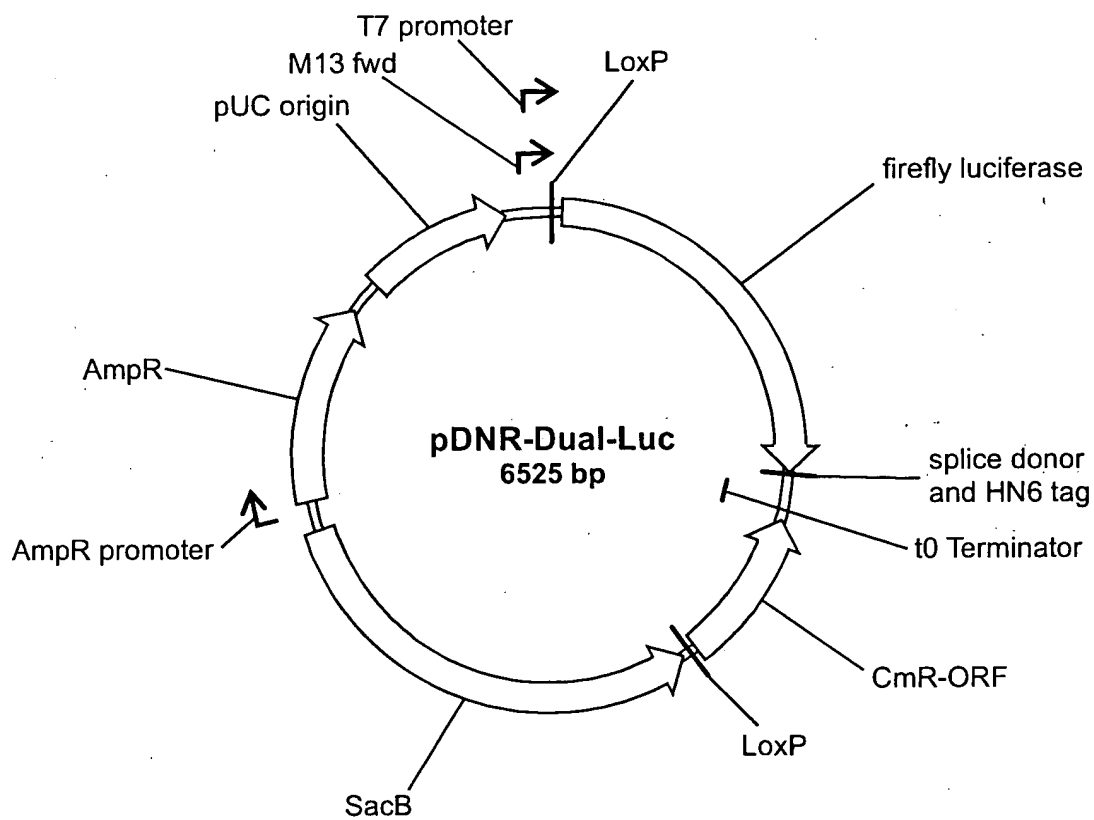 T7 promoter
M13 fwd
LoxP
pUC origin
firefly luciferase
AmpR
pDNR-Dual-Luc
6525 bp
splice donor
and HN6 tag
AmpR promoter
t0 Terminator
CmR-ORF
LoxP
SacB